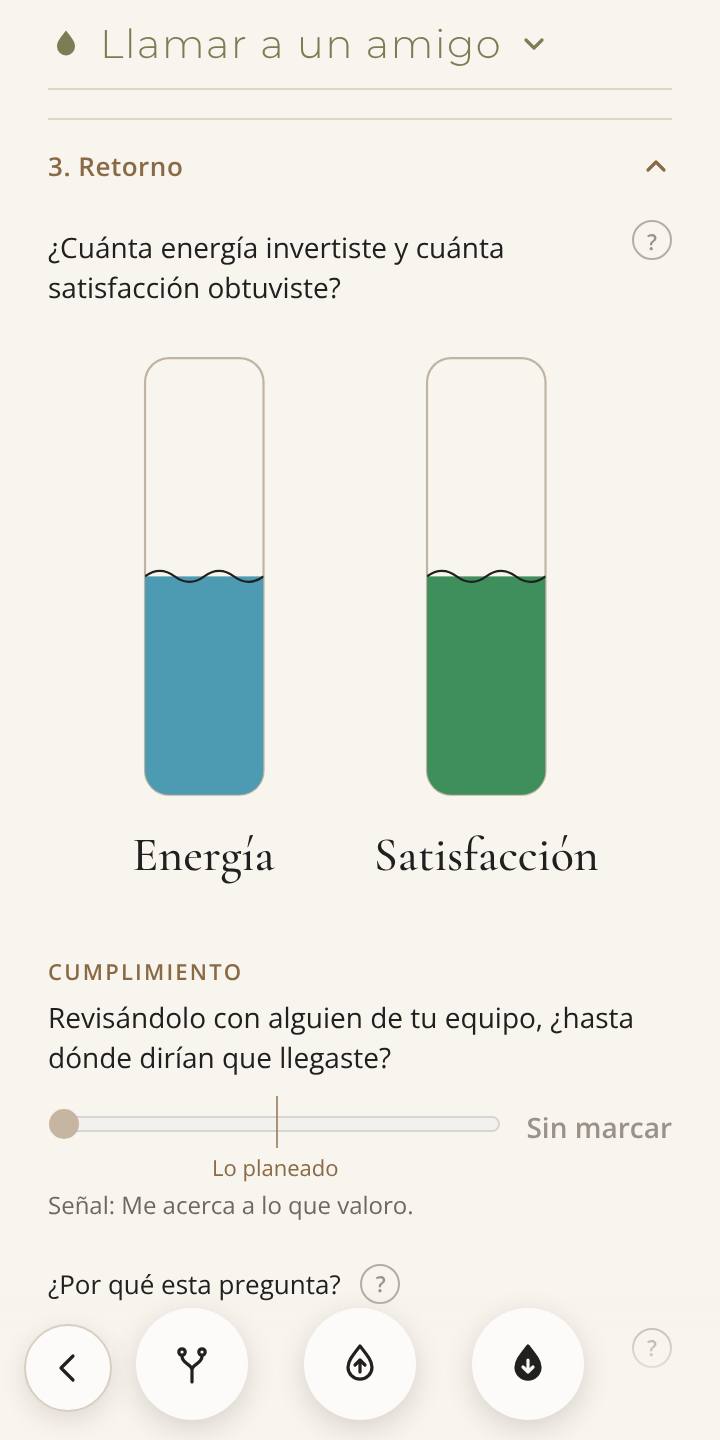 Llamar a un amigo
3. Retorno
¿Cuánta energía invertiste y cuánta
satisfacción obtuviste?
?
Energía
Satisfacción
CUMPLIMIENTO
Revisándolo con alguien de tu equipo, ¿hasta
dónde dirían que llegaste?
Sin marcar
Lo planeado
Señal: Me acerca a lo que valoro.
¿Por qué esta pregunta?
?
?